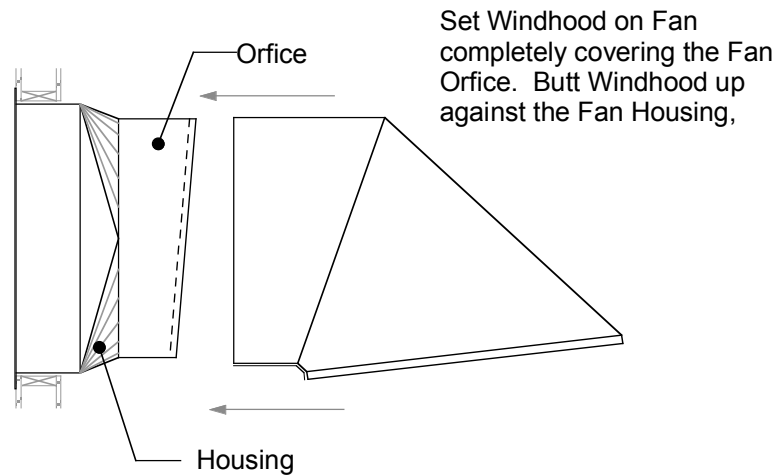 Set Windhood on Fan
completely covering the Fan
Orfice. Butt Windhood up
against the Fan Housing,
Orfice
Housing